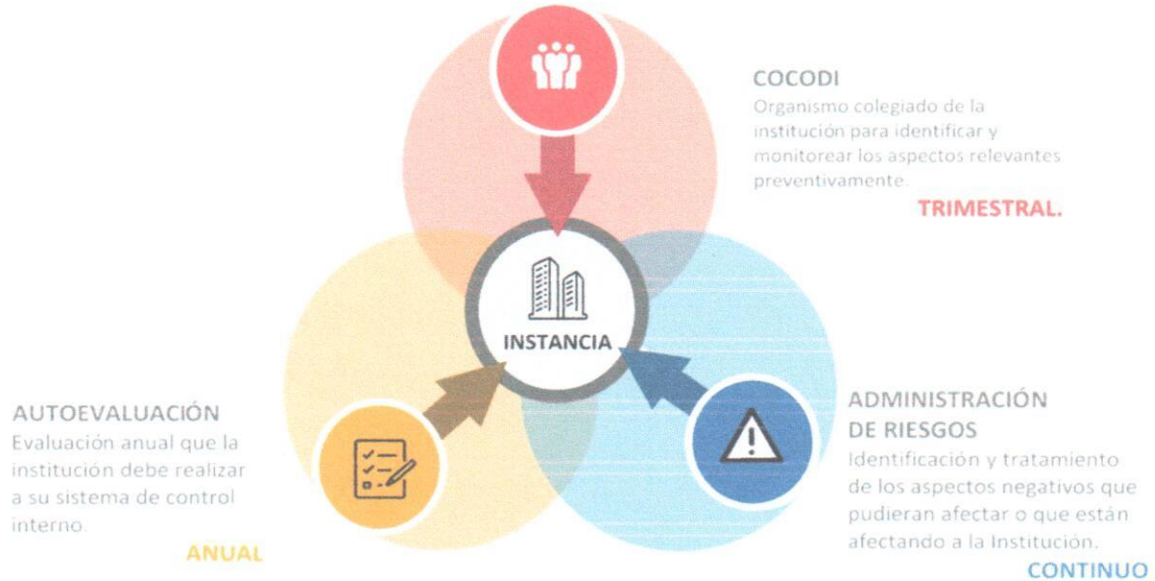 COCODI
Organismo colegiado de la
institución para identificar y
monitorear los aspectos relevantes
preventivamente.
TRIMESTRAL.
INSTANCIA
AUTOEVALUACIÓN
Evaluación anual que la
institución debe realizar
a su sistema de control
interno.
ANUAL
ADMINISTRACIÓN
DE RIESGOS
Identificación y tratamiento
de los aspectos negativos que
pudieran afectar o que están
afectando a la Institución.
CONTINUO